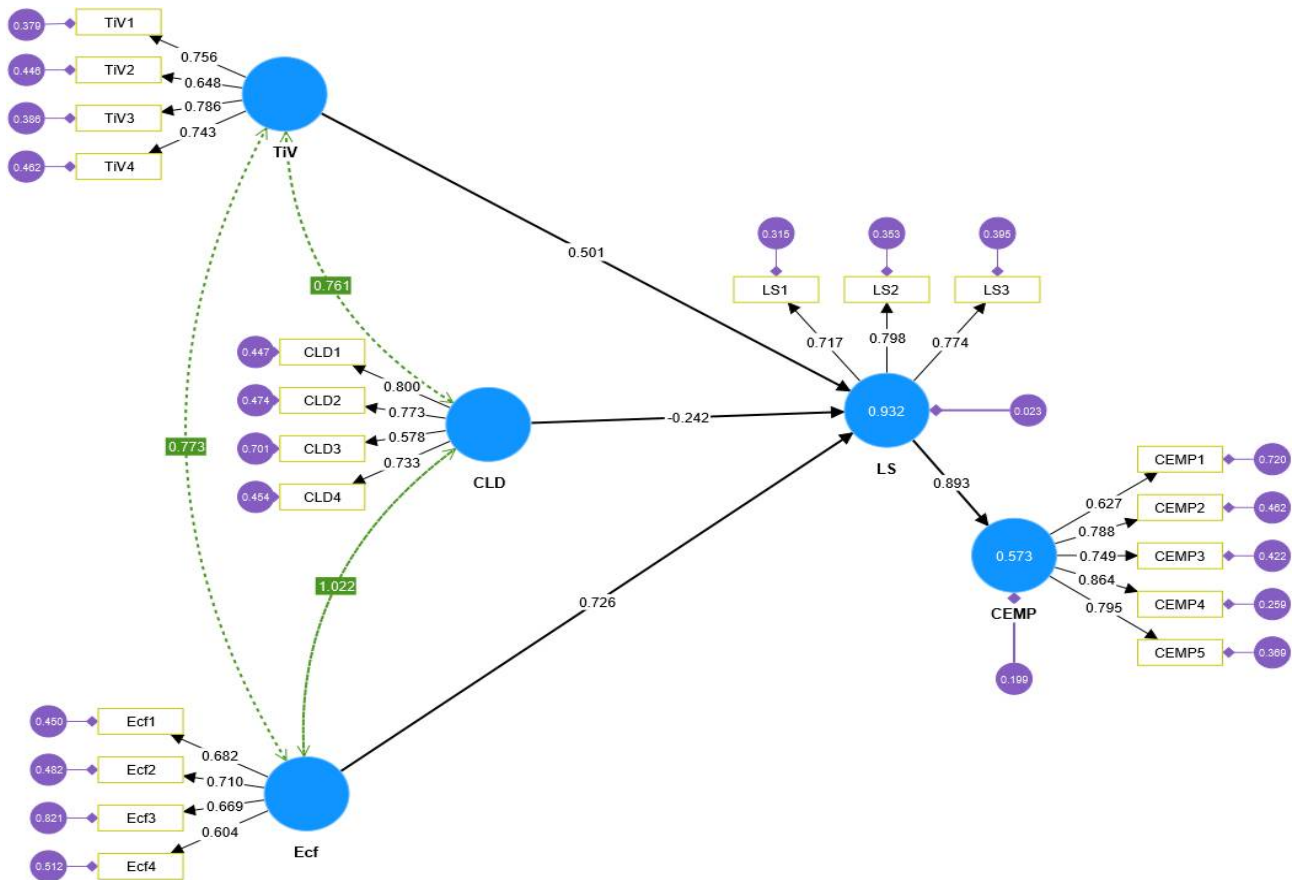 0.379 TiV1
0.756
0.446 TiV2
0.648
0.386 TiV3
0.786
0.743
0.462 TiV4
TiV
0.501
0.315 0.353 0.395
LS1 LS2 LS3
0.717 0.798 0.774
0.761
0.773
0.447 CLD1
0.800
0.474 CLD2
0.773
0.701 CLD3
0.578
0.733
0.454 CLD4
CLD
-0.242
0.932
0.023
LS
0.893
CEMP1 0.720
0.627
CEMP2 0.462
0.788
0.573
0.749
CEMP3 0.422
0.864
CEMP4 0.259
0.795
CEMP
CEMP5 0.369
0.199
1.022
0.726
0.450 Ecf1
0.682
0.482 Ecf2
0.710
0.821 Ecf3
0.669
0.604
0.512 Ecf4
Ecf